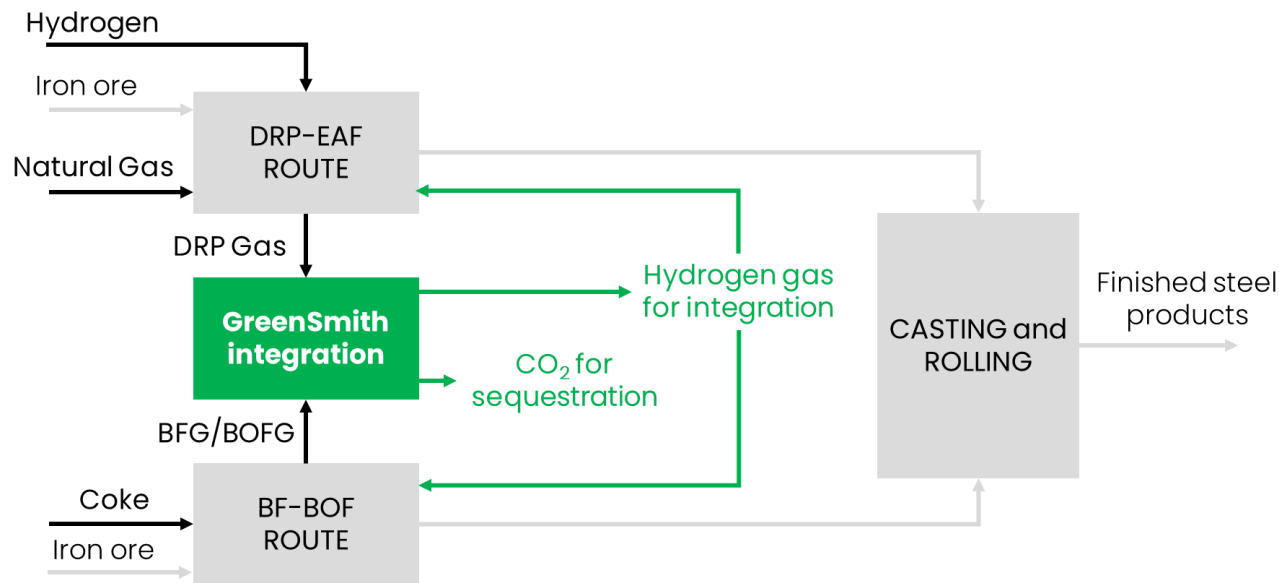 Hydrogen
Iron ore
Natural Gas
DRP-EAF
ROUTE
DRP Gas
GreenSmith
integration
Hydrogen gas
for integration
CO₂ for
sequestration
BFG/BOFG
Coke
Iron ore
BF-BOF
ROUTE
CASTING and
ROLLING
Finished steel
products